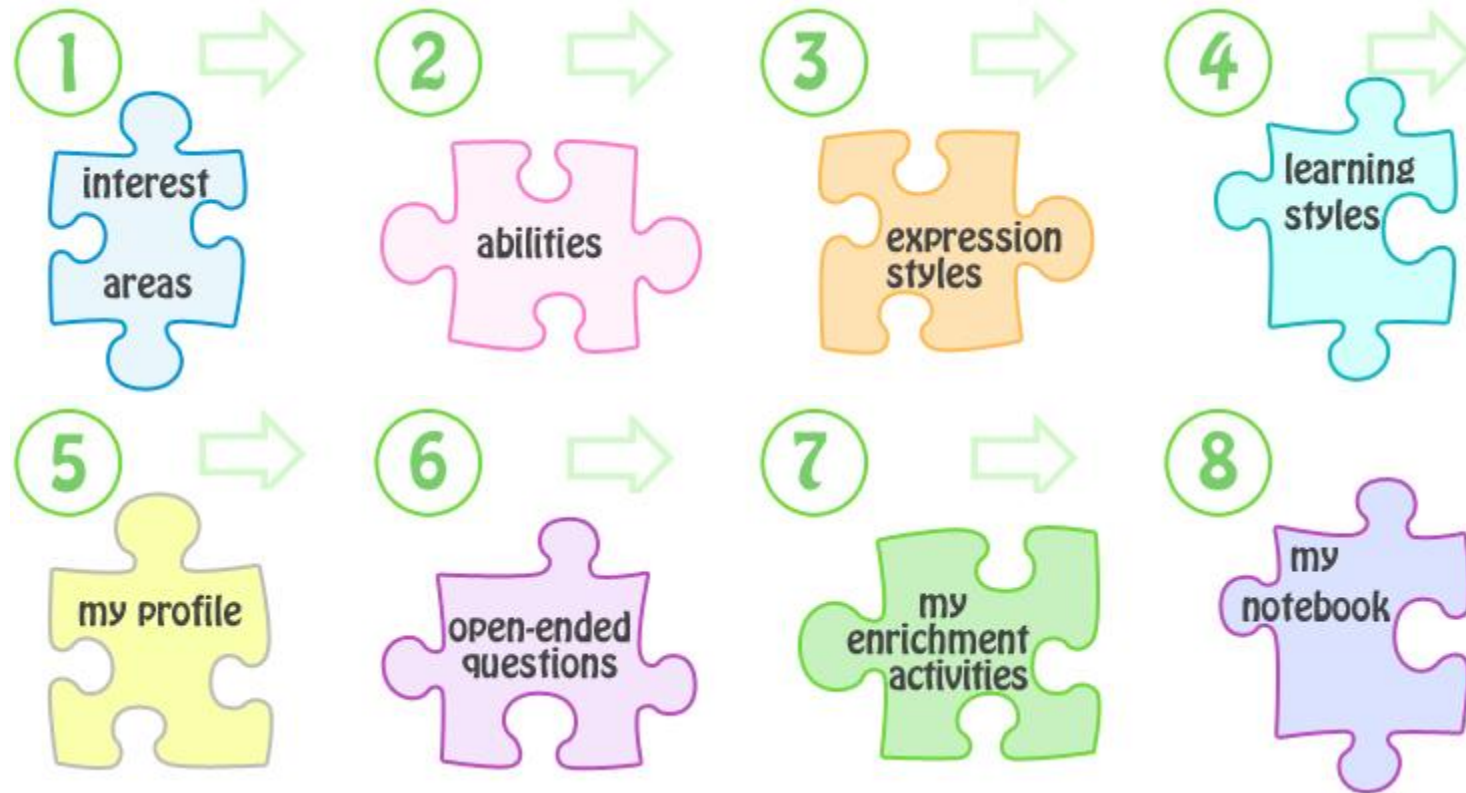 1
interest
areas
2
abilities
3
expression
styles
4
learning
styles
5
my profile
6
open-ended
questions
7
my
enrichment
activities
8
my
notebook